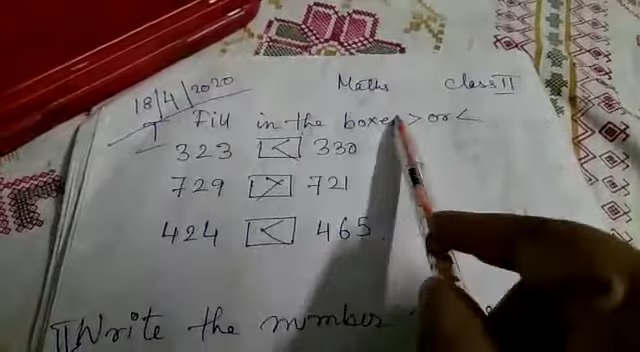 18/4/2020 Maths Class II
I Fill in the boxes > or <
323 < 330
729 > 721
424 < 465.
II Write the number